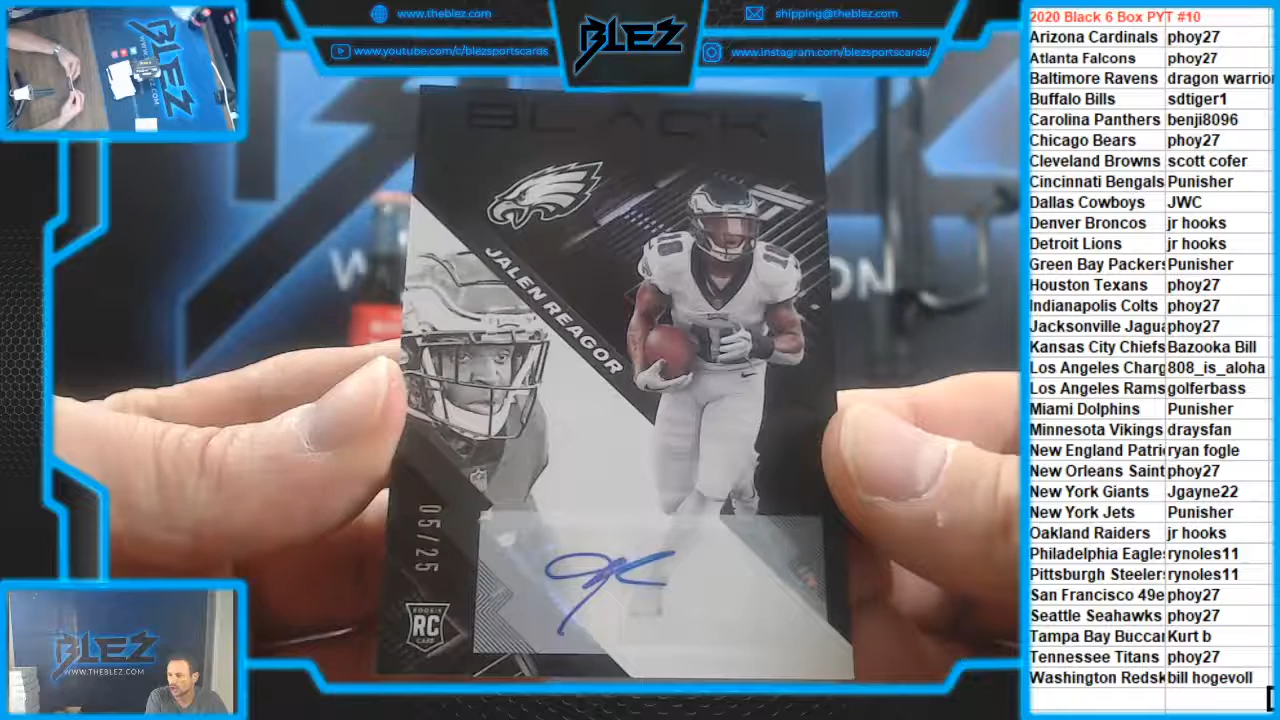 www.theblez.com
www.youtube.com/c/blezsportscards
BLEZ
shipping@theblez.com
www.instagram.com/blezsportscards/
BLACK
JALEN REAGOR
10
05/25
ROOKIE
RC
CARD
BLEZ
WWW.THEBLEZ.COM
BLEZ
2020 Black 6 Box PYT #10
Arizona Cardinals phoy27
Atlanta Falcons phoy27
Baltimore Ravens dragon warrior
Buffalo Bills sdtiger1
Carolina Panthers benji8096
Chicago Bears phoy27
Cleveland Browns scott cofer
Cincinnati Bengals Punisher
Dallas Cowboys JWC
Denver Broncos jr hooks
Detroit Lions jr hooks
Green Bay Packers Punisher
Houston Texans phoy27
Indianapolis Colts phoy27
Jacksonville Jagua phoy27
Kansas City Chiefs Bazooka Bill
Los Angeles Charg 808_is_aloha
Los Angeles Rams golferbass
Miami Dolphins Punisher
Minnesota Vikings draysfan
New England Patri ryan fogle
New Orleans Saint phoy27
New York Giants Jgayne22
New York Jets Punisher
Oakland Raiders jr hooks
Philadelphia Eagle rynoles11
Pittsburgh Steelers rynoles11
San Francisco 49e phoy27
Seattle Seahawks phoy27
Tampa Bay Buccan Kurt b
Tennessee Titans phoy27
Washington Redsk bill hogevoll